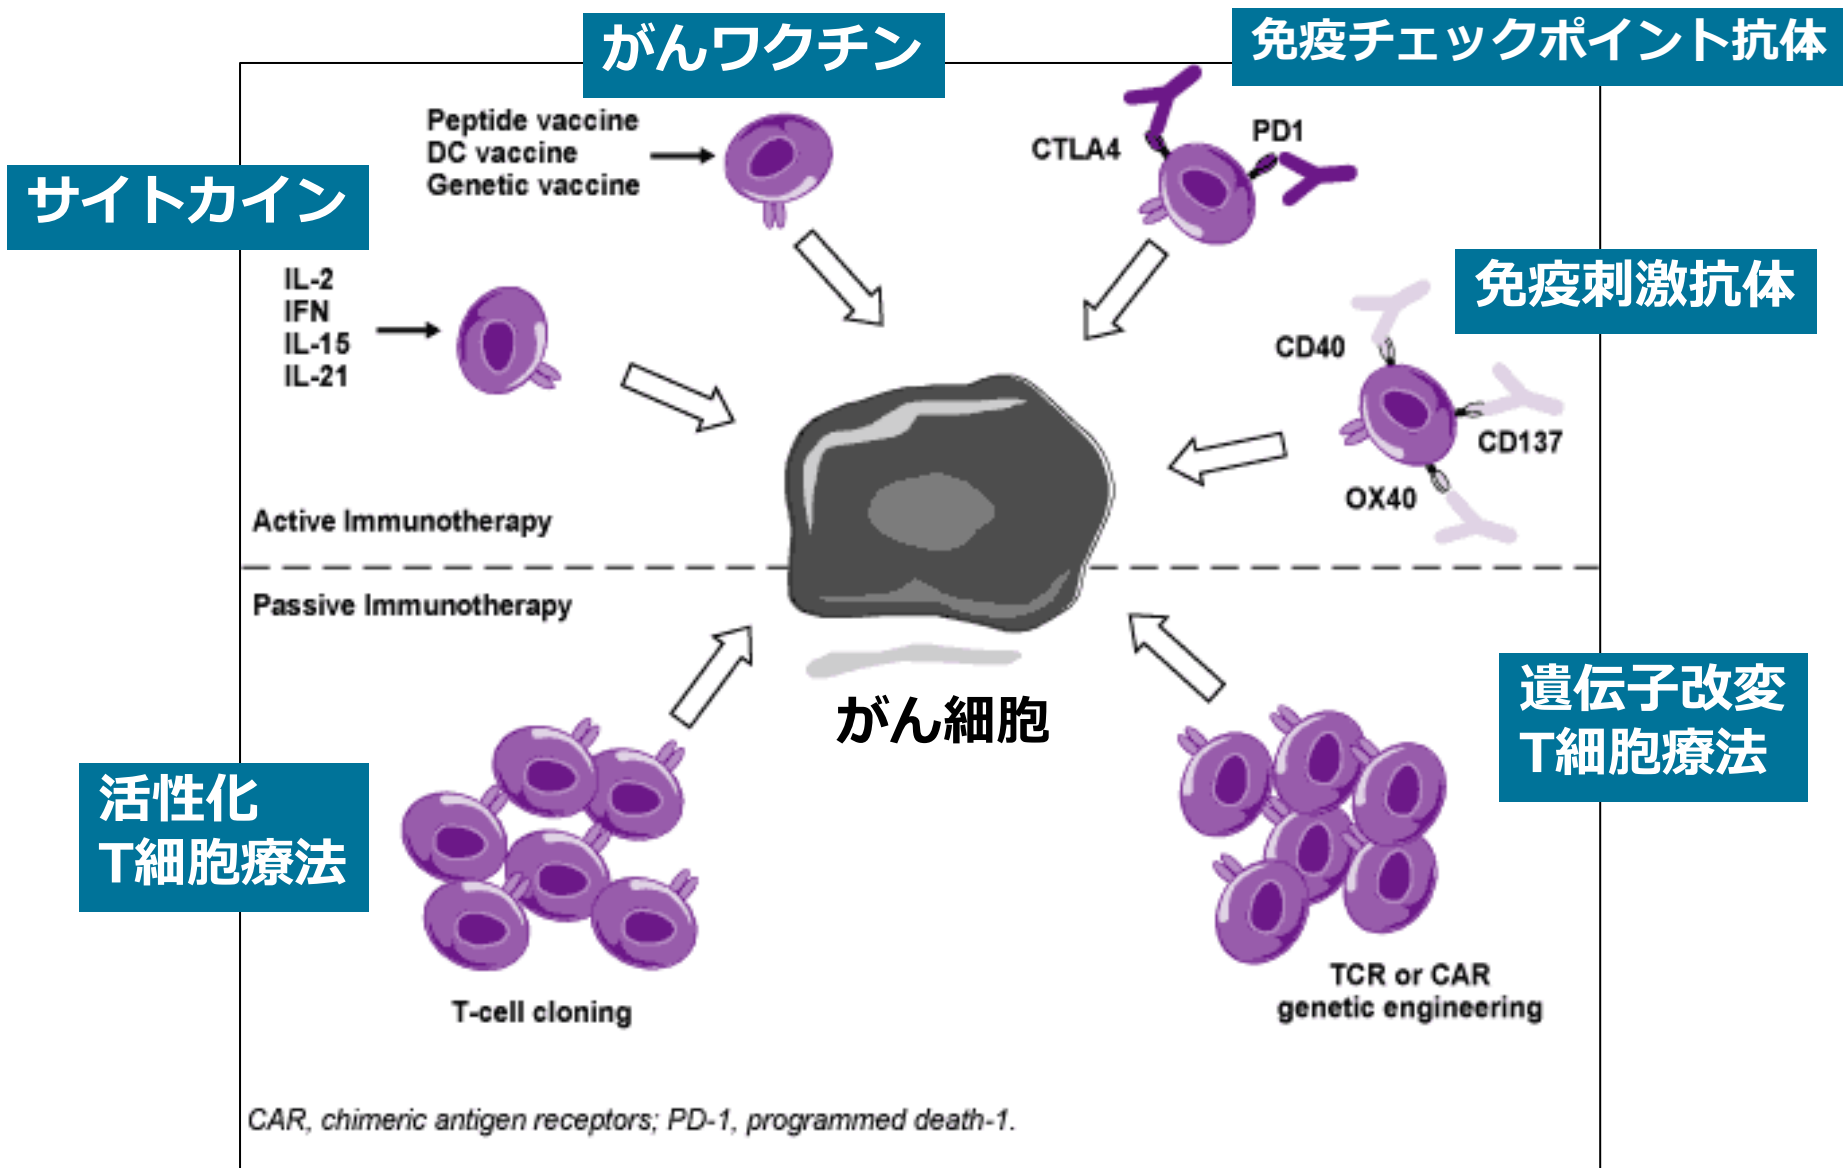 がんワクチン
免疫チェックポイント抗体
Peptide vaccine
DC vaccine
Genetic vaccine
CTLA4
PD1
サイトカイン
IL-2
IFN
IL-15
IL-21
免疫刺激抗体
CD40
CD137
OX40
Active Immunotherapy
Passive Immunotherapy
がん細胞
遺伝子改変
T細胞療法
活性化
T細胞療法
T-cell cloning
TCR or CAR
genetic engineering
CAR, chimeric antigen receptors; PD-1, programmed death-1.